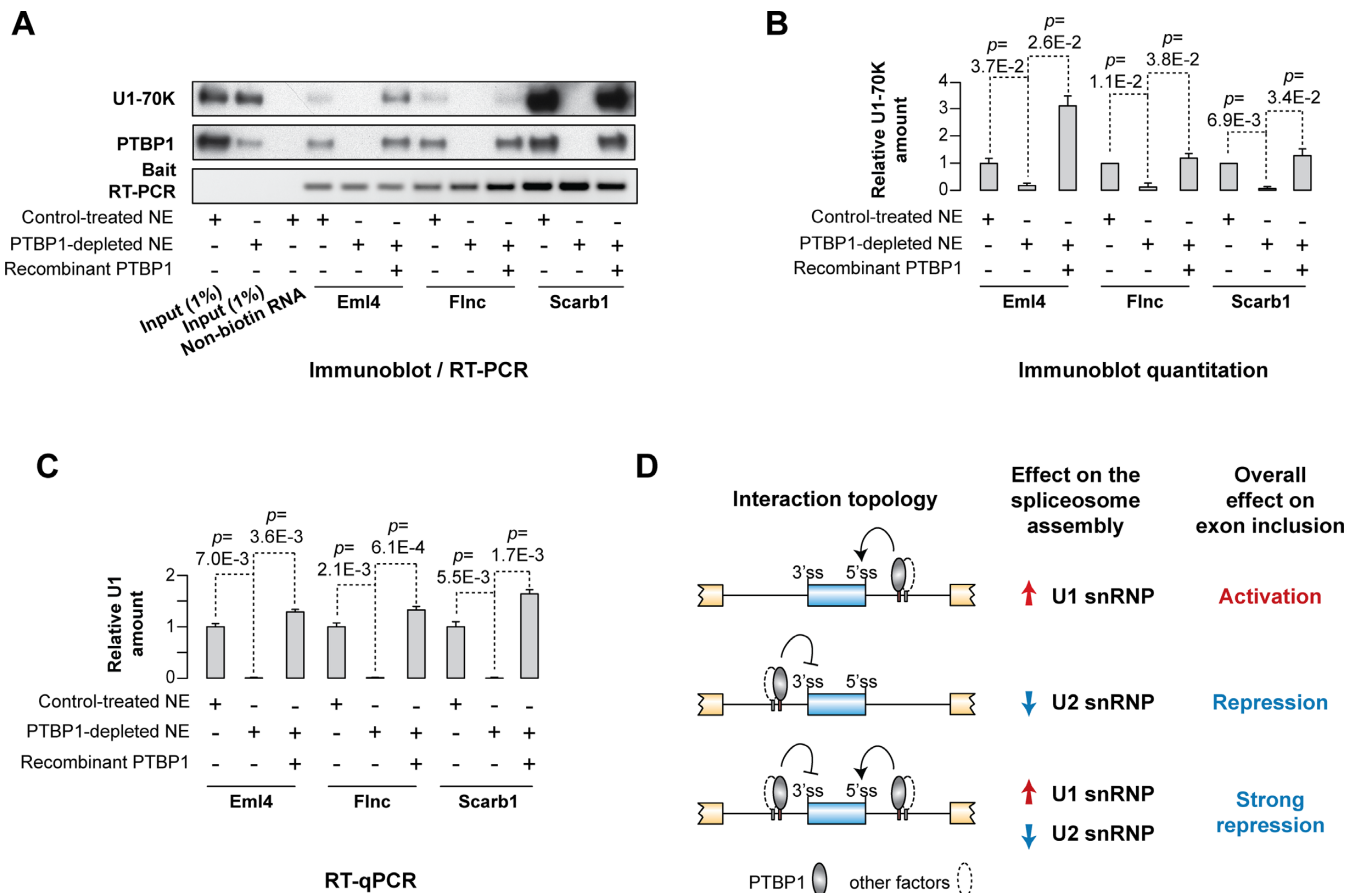 A
U1-70K
PTBP1
Bait
RT-PCR
Control-treated NE + - + + - - + - - + - -
PTBP1-depleted NE - + - - + + - + + - + +
Recombinant PTBP1 - - - - - + - - + - - +
Input (1%)
Input (1%)
Non-biotin RNA
Eml4 Flnc Scarb1
Immunoblot / RT-PCR
B
p=
2.6E-2
p=
3.7E-2
p=
3.8E-2
p=
1.1E-2
p=
3.4E-2
p=
6.9E-3
Relative U1-70K
amount
4
3
2
1
0
Control-treated NE + - - + - - + - -
PTBP1-depleted NE - + + - + + - + +
Recombinant PTBP1 - - + - - + - - +
Eml4 Flnc Scarb1
Immunoblot quantitation
C
p=
3.6E-3
p=
7.0E-3
p=
6.1E-4
p=
2.1E-3
p=
1.7E-3
p=
5.5E-3
Relative U1
amount
2
1
0
Control-treated NE + - - + - - + - -
PTBP1-depleted NE - + + - + + - + +
Recombinant PTBP1 - - + - - + - - +
Eml4 Flnc Scarb1
RT-qPCR
D
Interaction topology
Effect on the
spliceosome
assembly
Overall
effect on
exon inclusion
3'ss 5'ss
U1 snRNP
Activation
3'ss 5'ss
U2 snRNP
Repression
3'ss 5'ss
U1 snRNP
U2 snRNP
Strong
repression
PTBP1 other factors